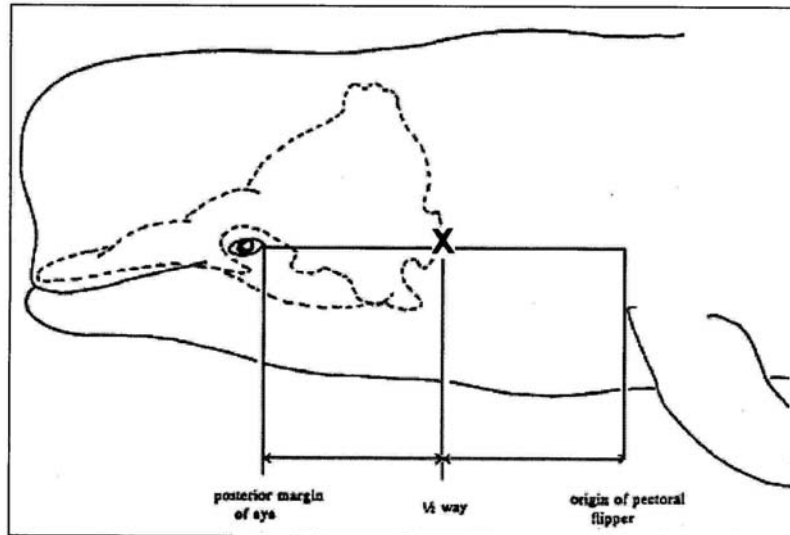 X
posterior margin
of eye
½ way
origin of pectoral
flipper